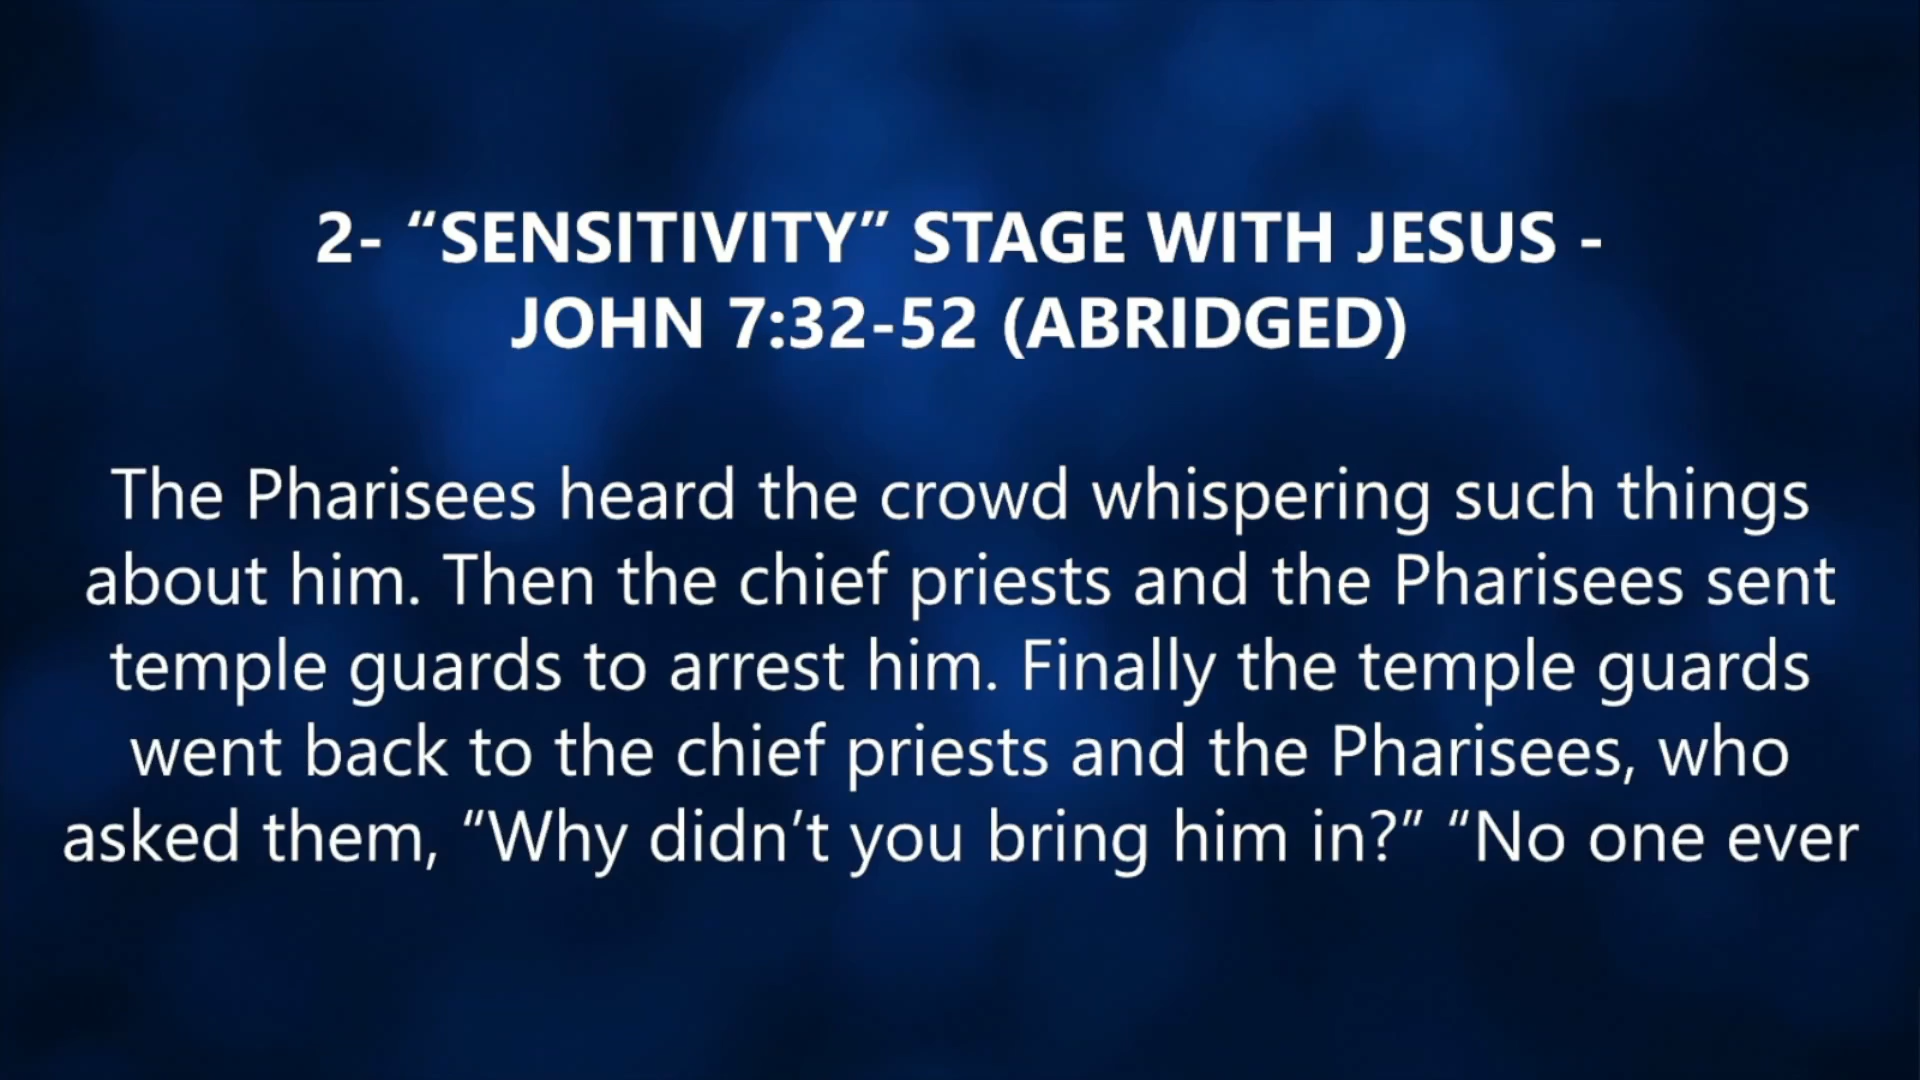 2- “SENSITIVITY” STAGE WITH JESUS -
JOHN 7:32-52 (ABRIDGED)
The Pharisees heard the crowd whispering such things
about him. Then the chief priests and the Pharisees sent
temple guards to arrest him. Finally the temple guards
went back to the chief priests and the Pharisees, who
asked them, “Why didn’t you bring him in?” “No one ever